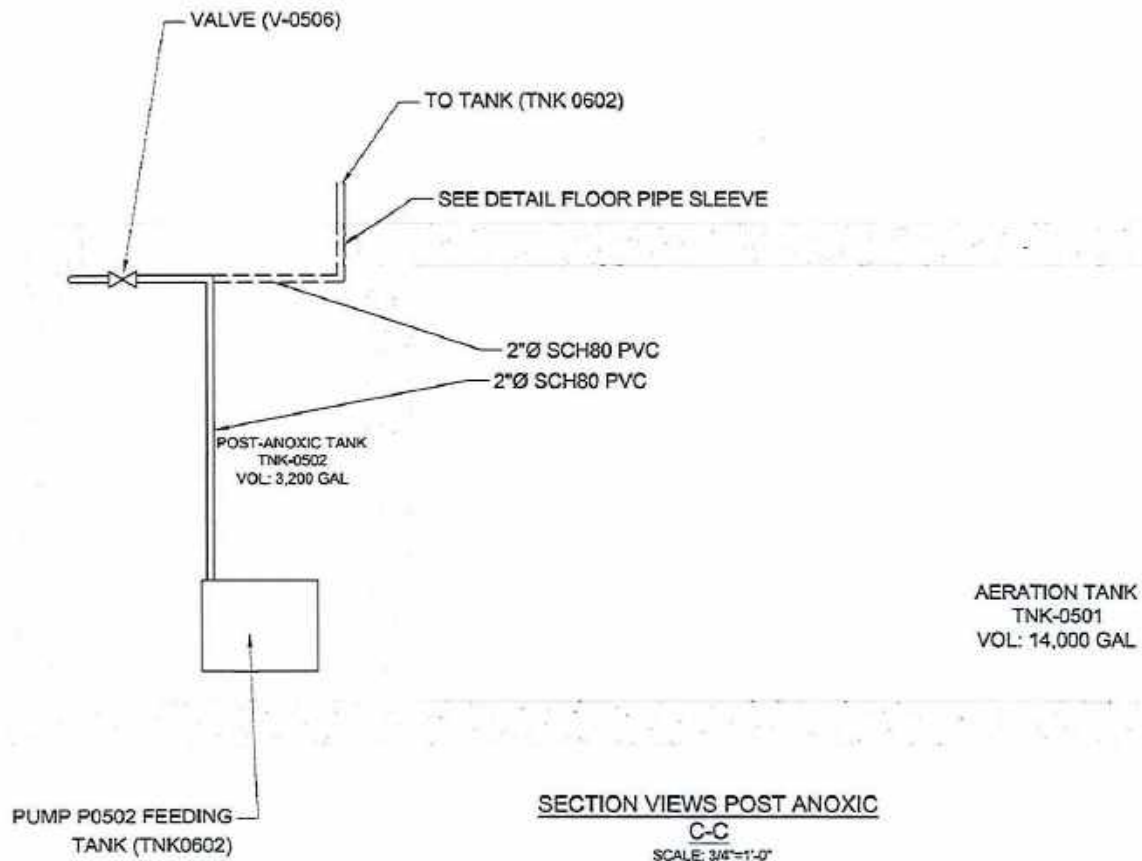 VALVE (V-0506)
TO TANK (TNK 0602)
SEE DETAIL FLOOR PIPE SLEEVE
2"Ø SCH80 PVC
2"Ø SCH80 PVC
POST-ANOXIC TANK
TNK-0502
VOL: 3,200 GAL
AERATION TANK
TNK-0501
VOL: 14,000 GAL
PUMP P0502 FEEDING
TANK (TNK0602)
SECTION VIEWS POST ANOXIC
C-C
SCALE: 3/4"=1'-0"